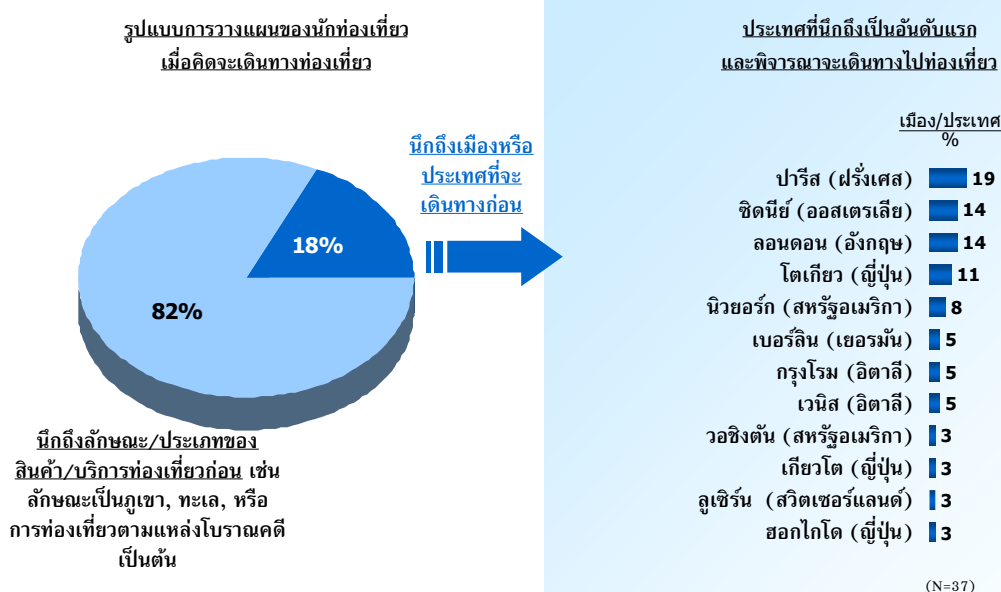 รูปแบบการวางแผนของนักท่องเที่ยว
เมื่อคิดจะเดินทางท่องเที่ยว
นึกถึงเมืองหรือ
ประเทศที่จะ
เดินทางก่อน
18%
82%
นึกถึงลักษณะ/ประเภทของ
สินค้า/บริการท่องเที่ยวก่อน เช่น
ลักษณะเป็นภูเขา, ทะเล, หรือ
การท่องเที่ยวตามแหล่งโบราณคดี
เป็นต้น
ประเทศที่นึกถึงเป็นอันดับแรก
และพิจารณาจะเดินทางไปท่องเที่ยว
เมือง/ประเทศ
%
ปารีส (ฝรั่งเศส) 19
ซิดนีย์ (ออสเตรเลีย) 14
ลอนดอน (อังกฤษ) 14
โตเกียว (ญี่ปุ่น) 11
นิวยอร์ก (สหรัฐอเมริกา) 8
เบอร์ลิน (เยอรมัน) 5
กรุงโรม (อิตาลี) 5
เวนิส (อิตาลี) 5
วอชิงตัน (สหรัฐอเมริกา) 3
เกียวโต (ญี่ปุ่น) 3
ลูเซิร์น (สวิตเซอร์แลนด์) 3
ฮอกไกโด (ญี่ปุ่น) 3
(N=37)